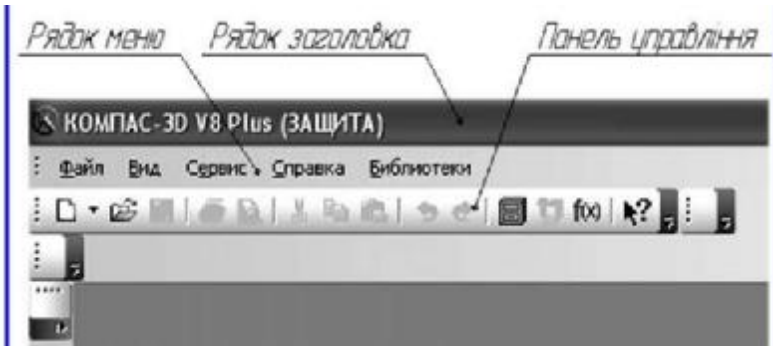 Рядок меню Рядок заголовка Панель управління
КОМПАС-3D V8 Plus (ЗАЩИТА)
Файл Вид Сервис Справка Библиотеки
f(x) ?